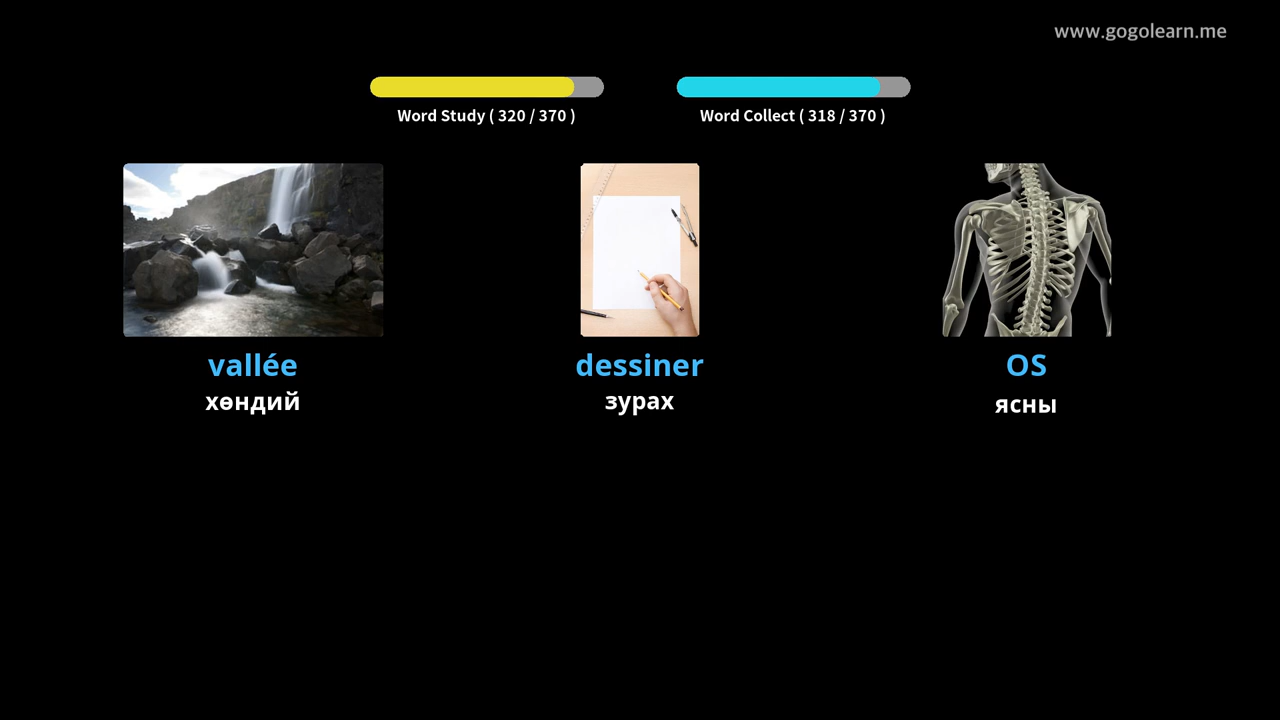 www.gogolearn.me
Word Study ( 320 / 370 )
Word Collect ( 318 / 370 )
vallée
dessiner
OS
хөндий
зурах
ясны